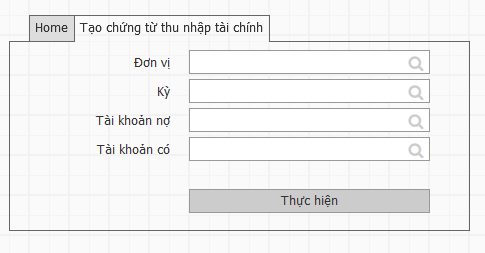 Home Tạo chứng từ thu nhập tài chính
Đơn vị
Kỳ
Tài khoản nợ
Tài khoản có
Thực hiện